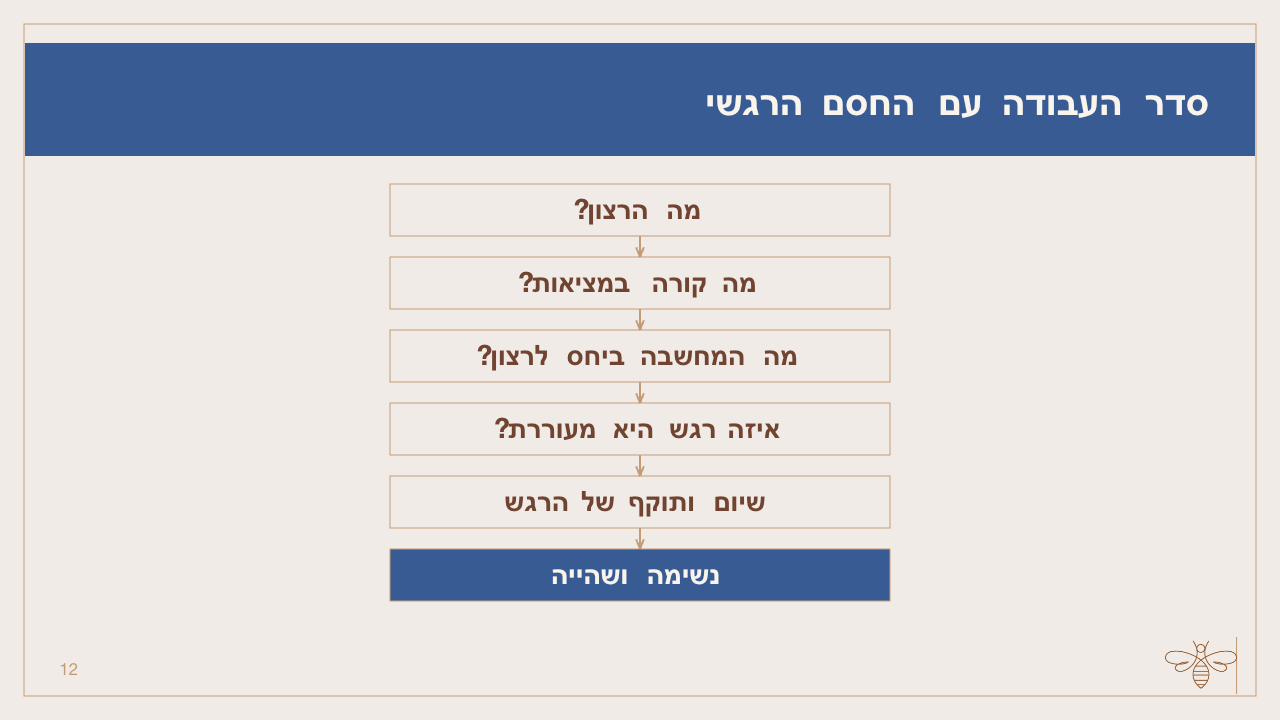 סדר העבודה עם החסם הרגשי
מה הרצון?
מה קורה במציאות?
מה המחשבה ביחס לרצון?
איזה רגש היא מעוררת?
שיום ותוקף של הרגש
נשימה ושהייה
12